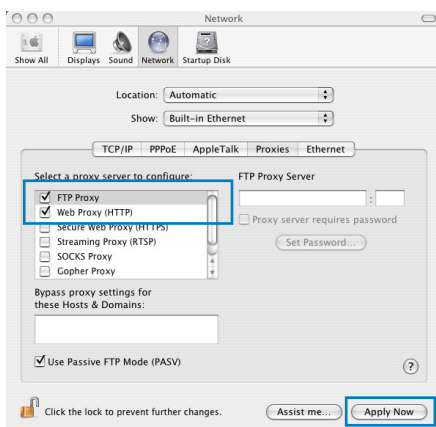 Network
Show All Displays Sound Network Startup Disk
Location: Automatic
Show: Built-in Ethernet
TCP/IP PPPoE AppleTalk Proxies Ethernet
Select a proxy server to configure: FTP Proxy Server
FTP Proxy
:
Web Proxy (HTTP)
Proxy server requires password
Secure Web Proxy (HTTPS)
Streaming Proxy (RTSP)
Set Password...
SOCKS Proxy
Gopher Proxy
Bypass proxy settings for
these Hosts & Domains:
Use Passive FTP Mode (PASV)
?
Click the lock to prevent further changes. Assist me... Apply Now